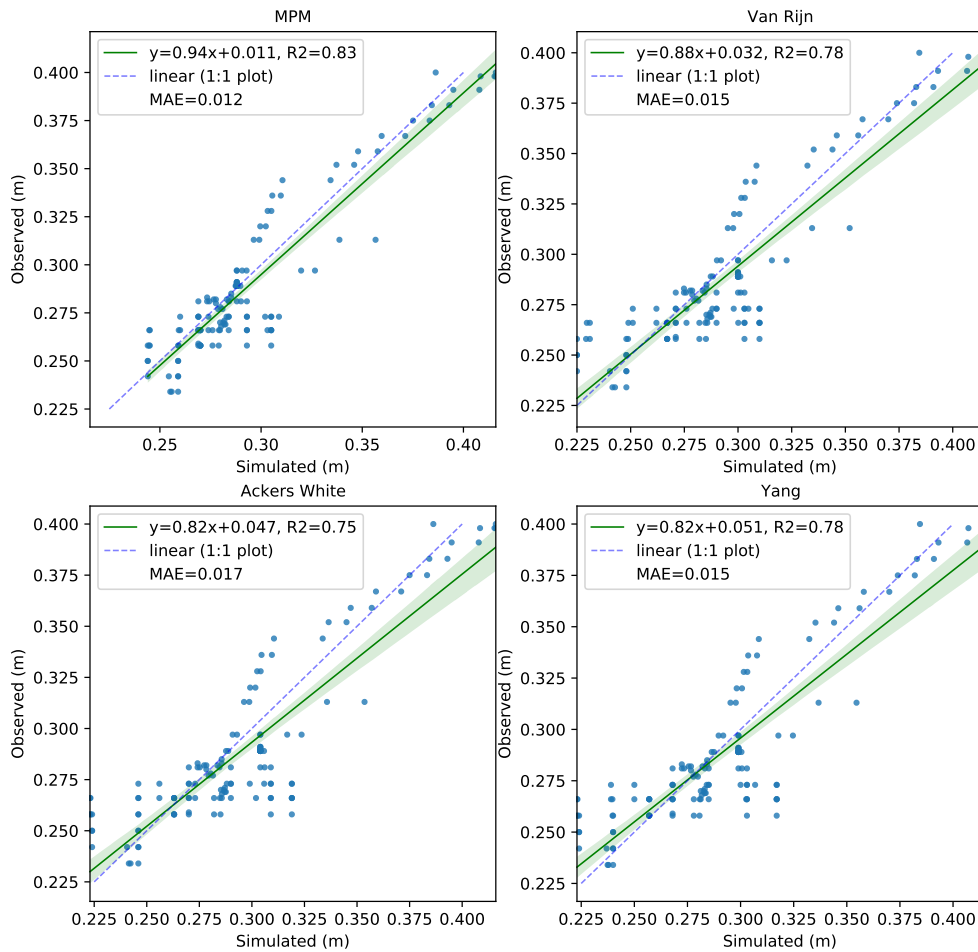 MPM
y=0.94x+0.011, R2=0.83
linear (1:1 plot)
MAE=0.012
0.400
0.375
0.350
0.325
0.300
0.275
0.250
0.225
Observed (m)
0.25 0.30 0.35 0.40
Simulated (m)
Van Rijn
y=0.88x+0.032, R2=0.78
linear (1:1 plot)
MAE=0.015
0.400
0.375
0.350
0.325
0.300
0.275
0.250
0.225
Observed (m)
0.225 0.250 0.275 0.300 0.325 0.350 0.375 0.400
Simulated (m)
Ackers White
y=0.82x+0.047, R2=0.75
linear (1:1 plot)
MAE=0.017
0.400
0.375
0.350
0.325
0.300
0.275
0.250
0.225
Observed (m)
0.225 0.250 0.275 0.300 0.325 0.350 0.375 0.400
Simulated (m)
Yang
y=0.82x+0.051, R2=0.78
linear (1:1 plot)
MAE=0.015
0.400
0.375
0.350
0.325
0.300
0.275
0.250
0.225
Observed (m)
0.225 0.250 0.275 0.300 0.325 0.350 0.375 0.400
Simulated (m)